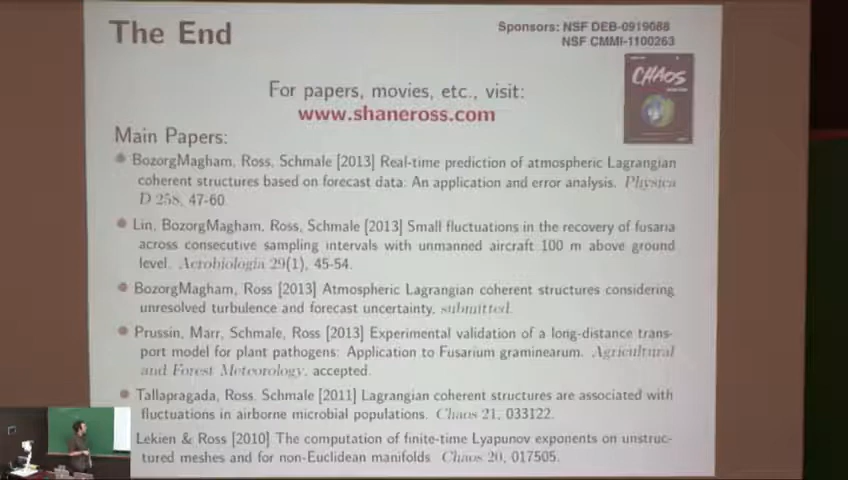 The End
Sponsors: NSF DEB-0919088
NSF CMMI-1100263
CHAOS
For papers, movies, etc., visit:
www.shaneross.com
Main Papers:
BozorgMagham, Ross, Schmale [2013] Real-time prediction of atmospheric Lagrangian
coherent structures based on forecast data: An application and error analysis. Physica
D 258, 47-60.
Lin, BozorgMagham, Ross, Schmale [2013] Small fluctuations in the recovery of fusaria
across consecutive sampling intervals with unmanned aircraft 100 m above ground
level. Aerobiologia 29(1), 45-54.
BozorgMagham, Ross [2013] Atmospheric Lagrangian coherent structures considering
unresolved turbulence and forecast uncertainty, submitted.
Prussin, Marr, Schmale, Ross [2013] Experimental validation of a long-distance trans-
port model for plant pathogens: Application to Fusarium graminearum. Agricultural
and Forest Meteorology, accepted.
Tallapragada, Ross, Schmale [2011] Lagrangian coherent structures are associated with
fluctuations in airborne microbial populations. Chaos 21, 033122.
Lekien & Ross [2010] The computation of finite-time Lyapunov exponents on unstruc-
tured meshes and for non-Euclidean manifolds. Chaos 20, 017505.